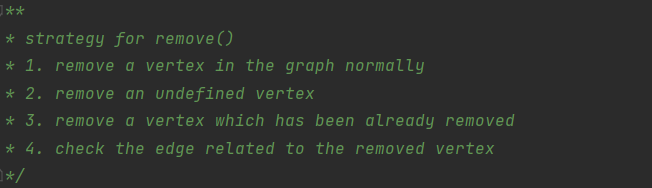 **
* strategy for remove()
* 1. remove a vertex in the graph normally
* 2. remove an undefined vertex
* 3. remove a vertex which has been already removed
* 4. check the edge related to the removed vertex
*/